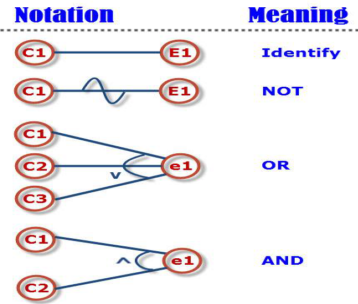 Notation Meaning
C1 E1 Identify
C1 E1 NOT
C1
C2 v e1 OR
C3
C1
^ e1 AND
C2